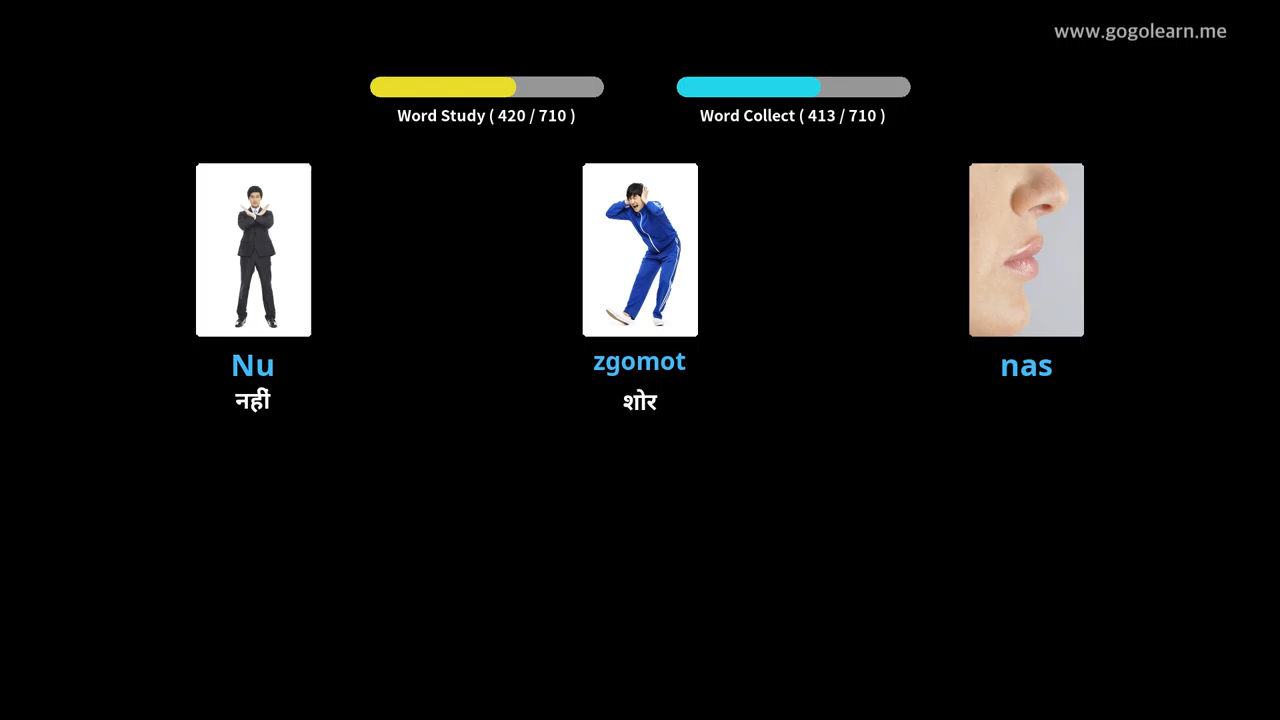 www.gogolearn.me
Word Study ( 420 / 710 )
Word Collect ( 413 / 710 )
Nu
नहीं
zgomot
शोर
nas